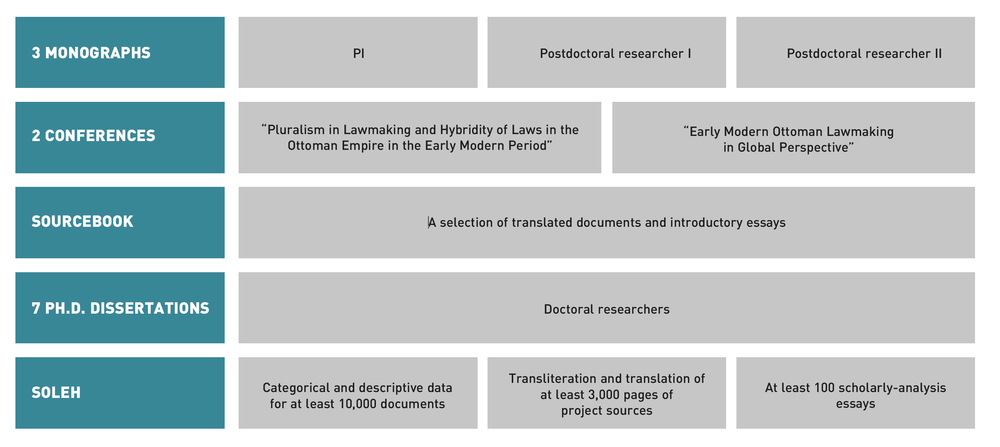 3 MONOGRAPHS
PI
Postdoctoral researcher I
Postdoctoral researcher II
2 CONFERENCES
“Pluralism in Lawmaking and Hybridity of Laws in the
Ottoman Empire in the Early Modern Period”
“Early Modern Ottoman Lawmaking
in Global Perspective”
SOURCEBOOK
A selection of translated documents and introductory essays
7 PH.D. DISSERTATIONS
Doctoral researchers
SOLEH
Categorical and descriptive data
for at least 10,000 documents
Transliteration and translation of
at least 3,000 pages of
project sources
At least 100 scholarly-analysis
essays